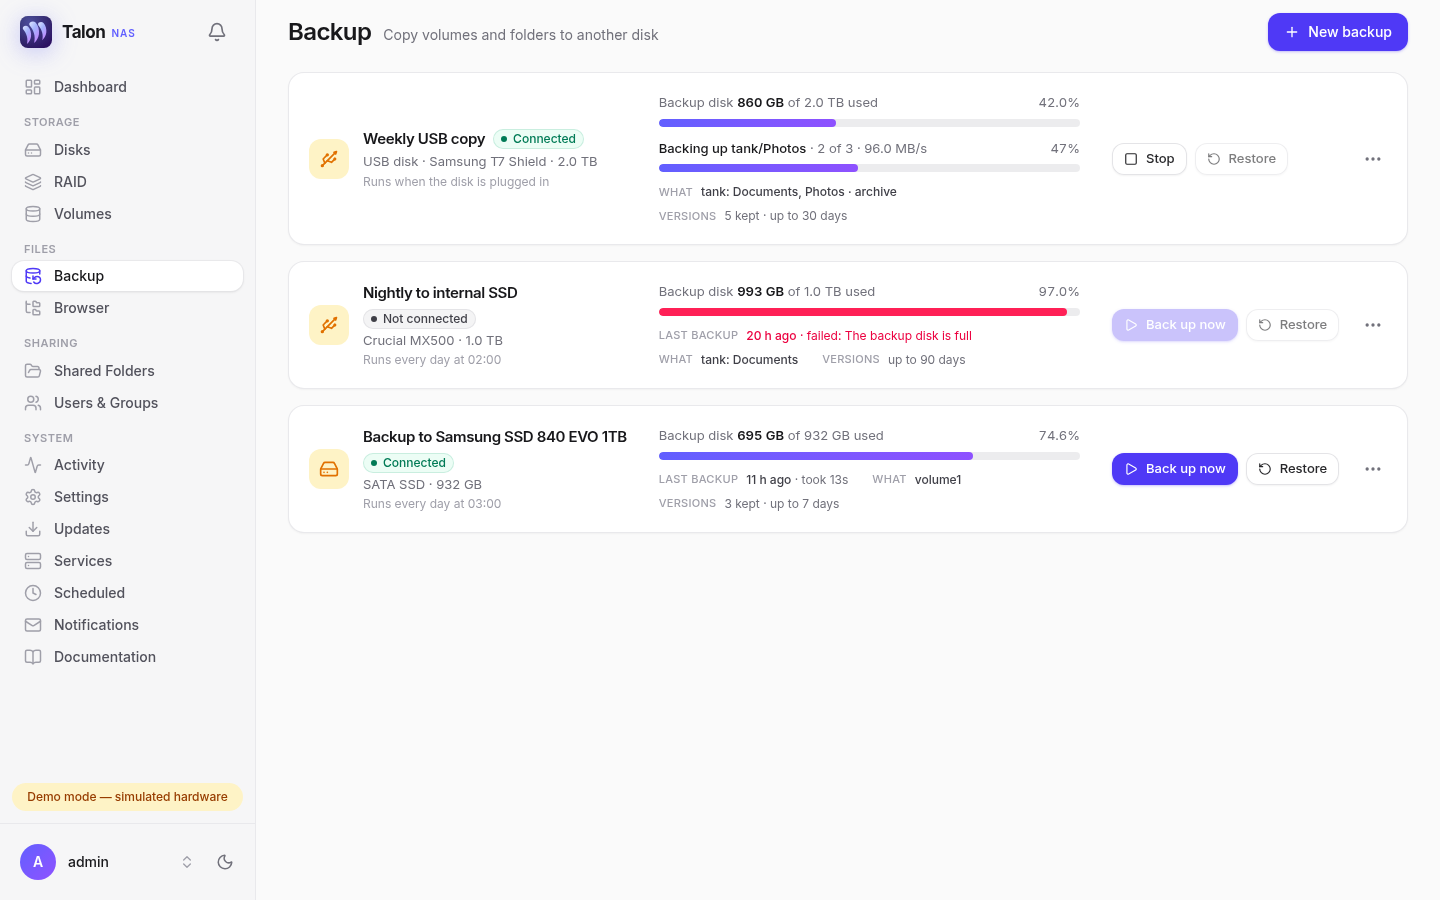 Talon NAS
Dashboard
STORAGE
Disks
RAID
Volumes
FILES
Backup
Browser
SHARING
Shared Folders
Users & Groups
SYSTEM
Activity
Settings
Updates
Services
Scheduled
Notifications
Documentation
Demo mode — simulated hardware
A admin
Backup Copy volumes and folders to another disk
New backup
Weekly USB copy Connected
USB disk · Samsung T7 Shield · 2.0 TB
Runs when the disk is plugged in
Backup disk 860 GB of 2.0 TB used 42.0%
Backing up tank/Photos · 2 of 3 · 96.0 MB/s 47%
WHAT tank: Documents, Photos · archive
VERSIONS 5 kept · up to 30 days
Stop Restore
Nightly to internal SSD
Not connected
Crucial MX500 · 1.0 TB
Runs every day at 02:00
Backup disk 993 GB of 1.0 TB used 97.0%
LAST BACKUP 20 h ago · failed: The backup disk is full
WHAT tank: Documents VERSIONS up to 90 days
Back up now Restore
Backup to Samsung SSD 840 EVO 1TB
Connected
SATA SSD · 932 GB
Runs every day at 03:00
Backup disk 695 GB of 932 GB used 74.6%
LAST BACKUP 11 h ago · took 13s WHAT volume1
VERSIONS 3 kept · up to 7 days
Back up now Restore